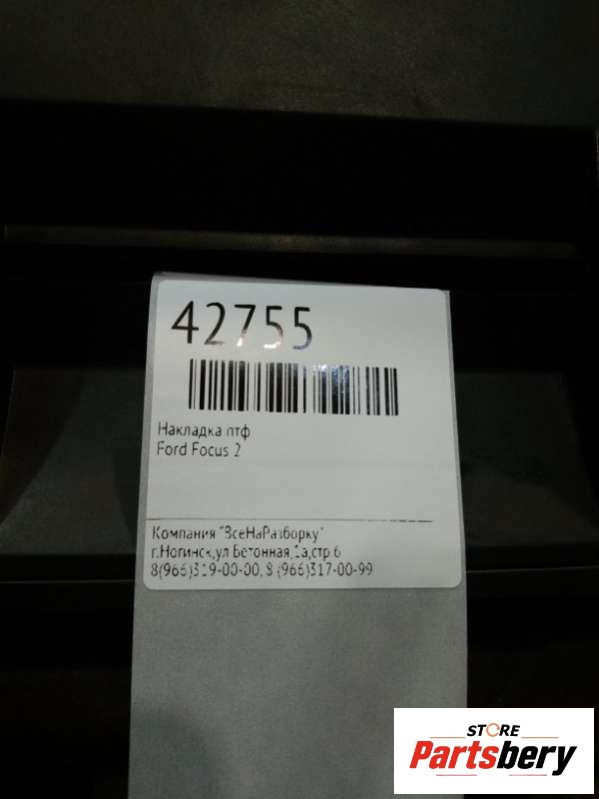 42755
Накладка птф
Ford Focus 2
Компания "ВсеНаРазборку"
г.Ногинск,ул Бетонная,1а,стр.6
8(966)319-00-00, 8 (966)317-00-99
STORE
Partsbery